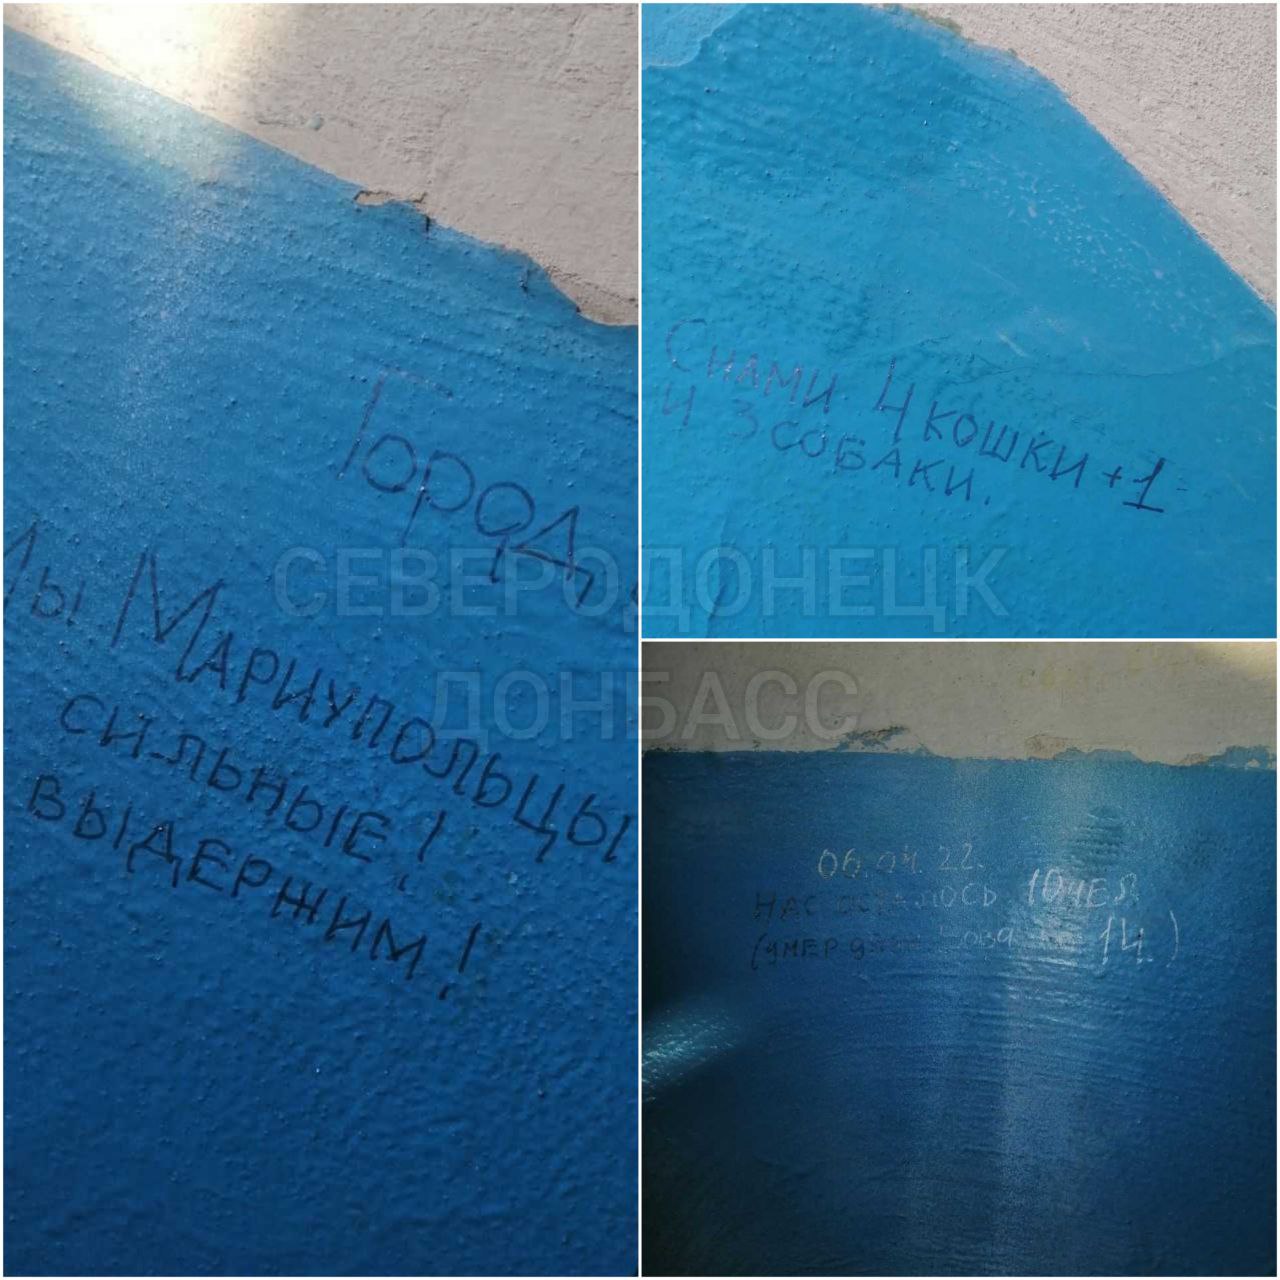 Город
Мы Мариупольцы
сильные!
выдержим!
С нами 4 кошки +1
и 3 собаки.
06.04.22.
нас осталось 10 чел.
(умер 14.)
СЕВЕРОДОНЕЦК
ДОНБАСС